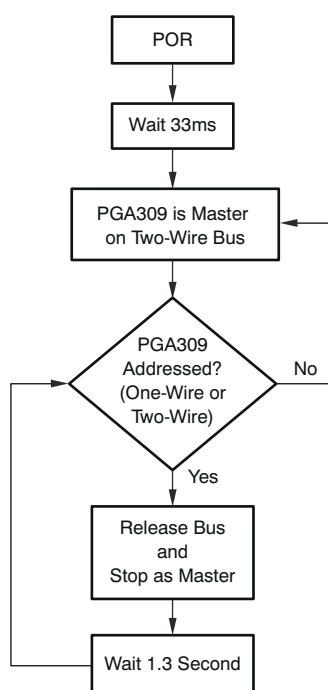 POR
Wait 33ms
PGA309 is Master
on Two-Wire Bus
PGA309
Addressed?
(One-Wire or
Two-Wire)
No
Yes
Release Bus
and
Stop as Master
Wait 1.3 Second